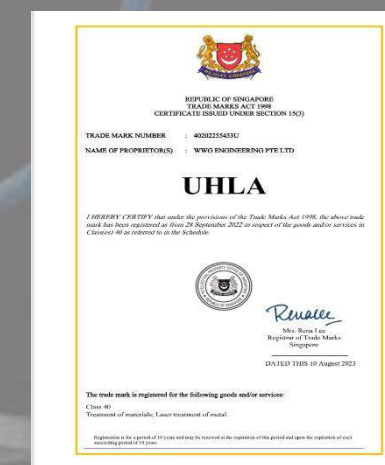 REPUBLIC OF SINGAPORE
TRADE MARKS ACT 1998
CERTIFICATE ISSUED UNDER SECTION 15(3)
TRADE MARK NUMBER : 40202255453U
NAME OF PROPRIETOR(S) : WWG ENGINEERING PTE LTD
UHLA
I HEREBY CERTIFY that under the provisions of the Trade Marks Act 1998, the above trade
mark has been registered as from 28 September 2022 in respect of the goods and/or services in
Class(es) 40 as referred to in the Schedule.
Renalee
Mrs. Rena Lee
Registrar of Trade Marks
Singapore
DATED THIS 10 August 2023
The trade mark is registered for the following goods and/or services:
Class 40
Treatment of materials; Laser treatment of metal.
Registration is for a period of 10 years and may be renewed at the expiration of this period and upon the expiration of each
succeeding period of 10 years.